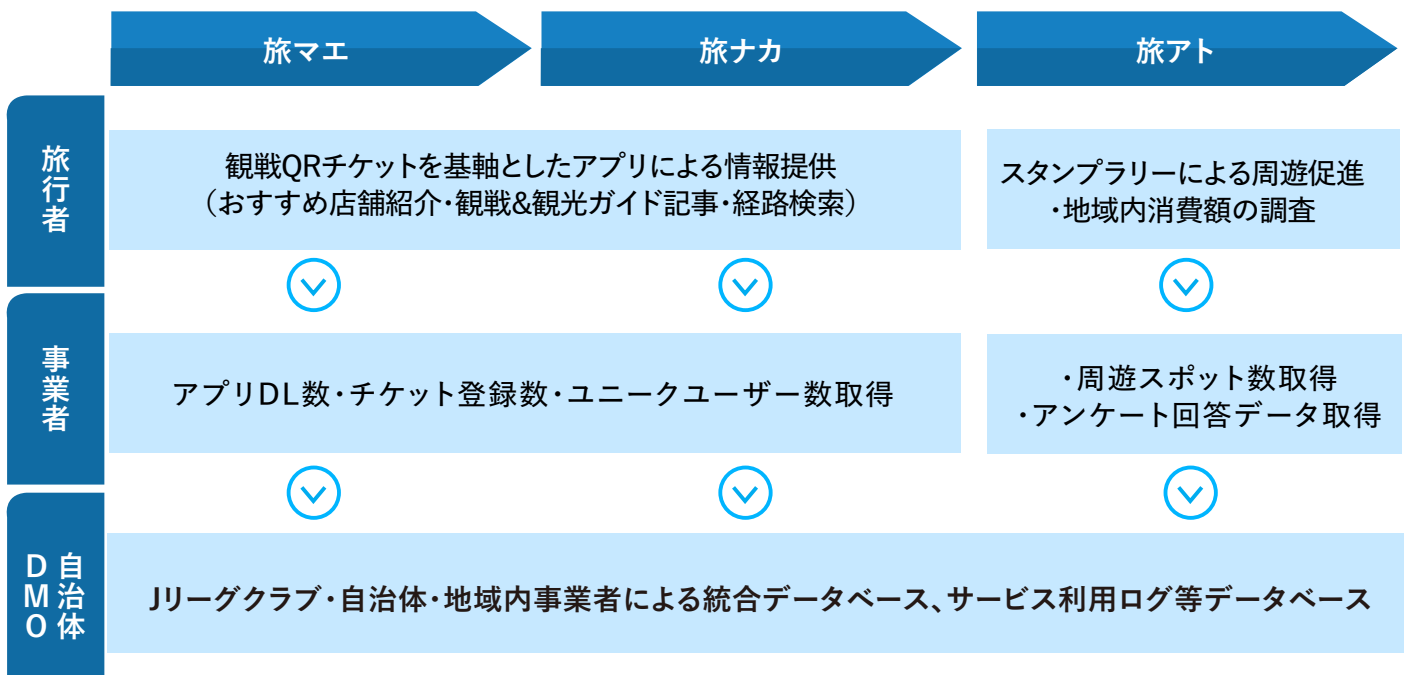 旅マエ
旅ナカ
旅アト
旅行者
観戦QRチケットを基軸としたアプリによる情報提供
（おすすめ店舗紹介・観戦&観光ガイド記事・経路検索）
スタンプラリーによる周遊促進
・地域内消費額の調査
事業者
アプリDL数・チケット登録数・ユニークユーザー数取得
・周遊スポット数取得
・アンケート回答データ取得
自治体
DMO
Jリーグクラブ・自治体・地域内事業者による統合データベース、サービス利用ログ等データベース